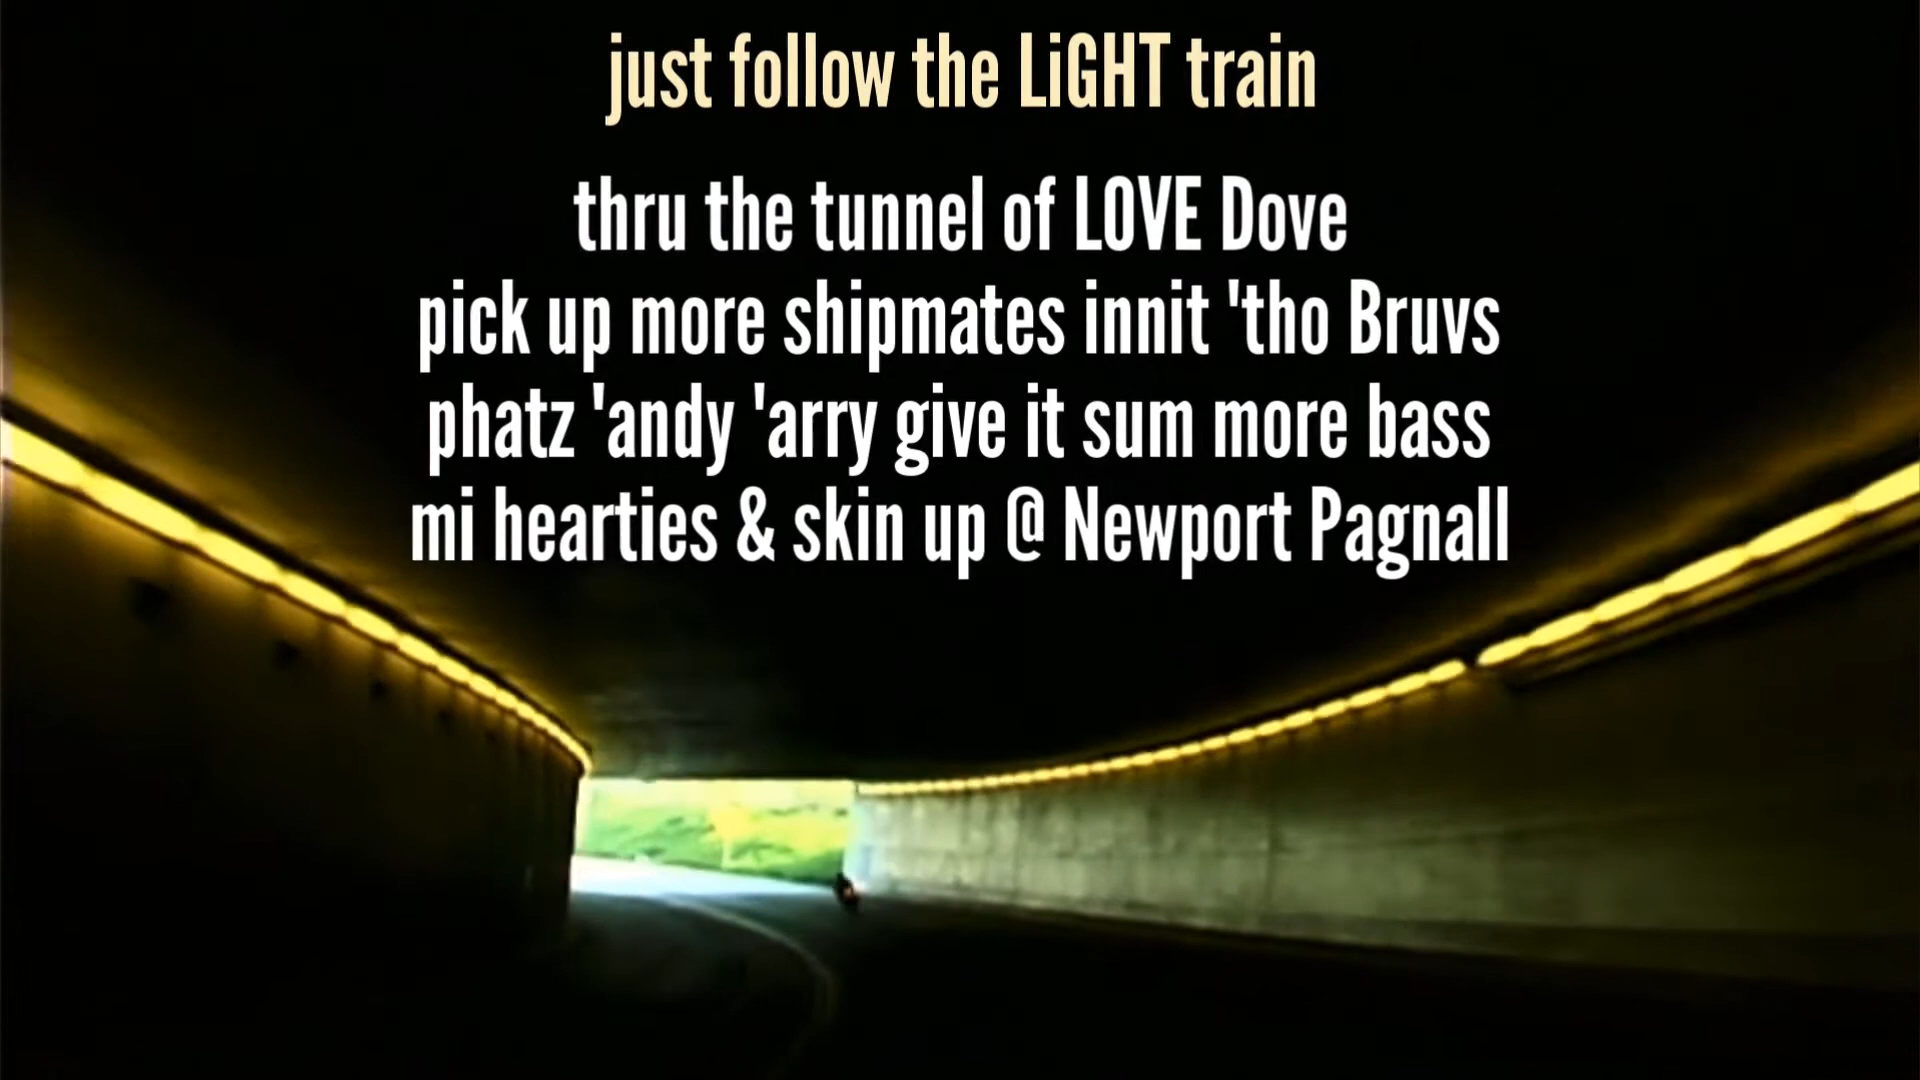 just follow the LiGHT train
thru the tunnel of LOVE Dove
pick up more shipmates innit 'tho Bruvs
phatz 'andy 'arry give it sum more bass
mi hearties & skin up @ Newport Pagnall